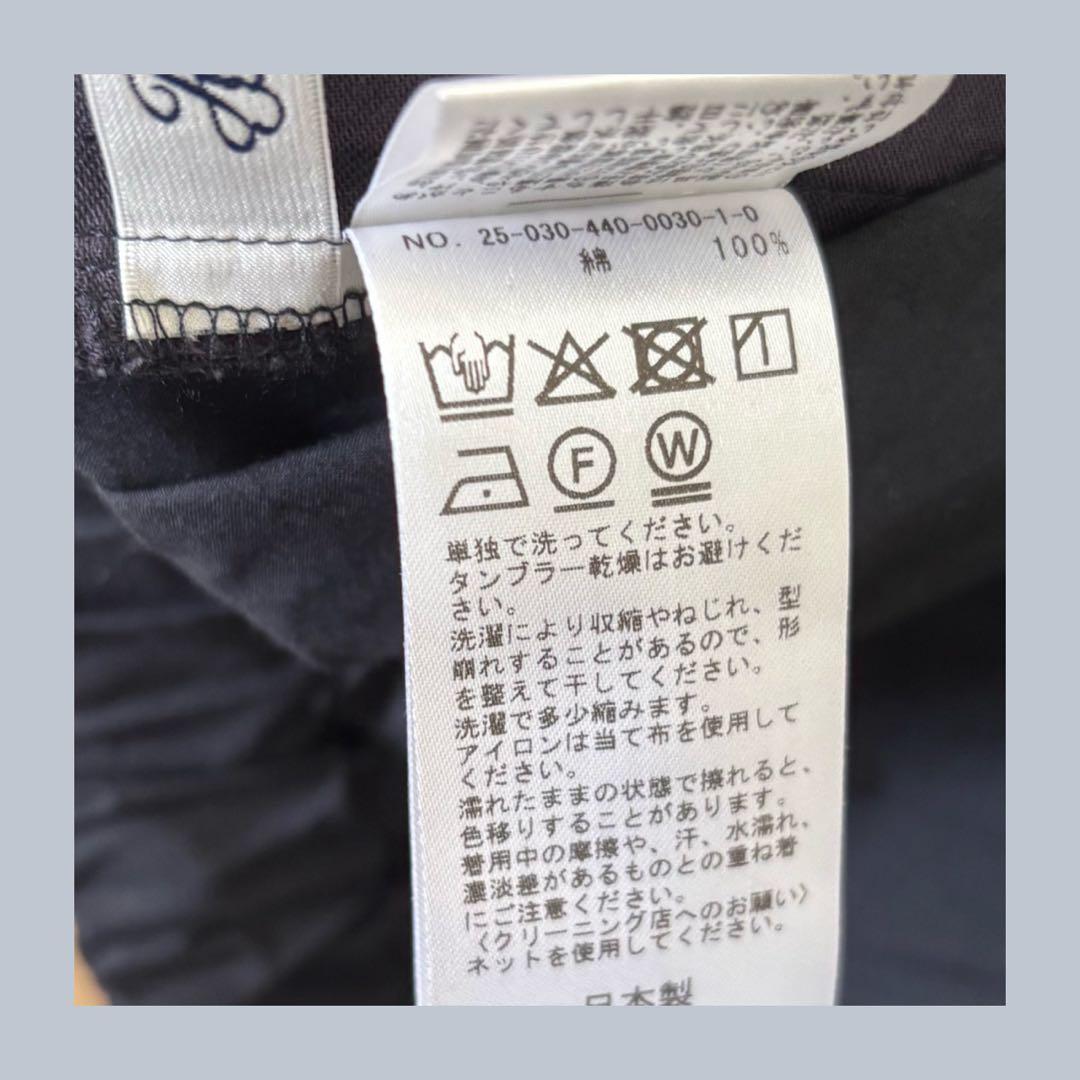 NO. 25-030-440-0030-1-0
綿 100%
F W
単独で洗ってください。
タンブラー乾燥はお避けくだ
さい。
洗濯により収縮やねじれ、型
崩れすることがあるので、形
を整えて干してください。
洗濯で多少縮みます。
アイロンは当て布を使用して
ください。
濡れたままの状態で擦れると、
色移りすることがあります。
着用中の摩擦や、汗、水濡れ、
濃淡差があるものとの重ね着
にご注意ください。
〈クリーニング店へのお願い〉
ネットを使用してください。
日本製